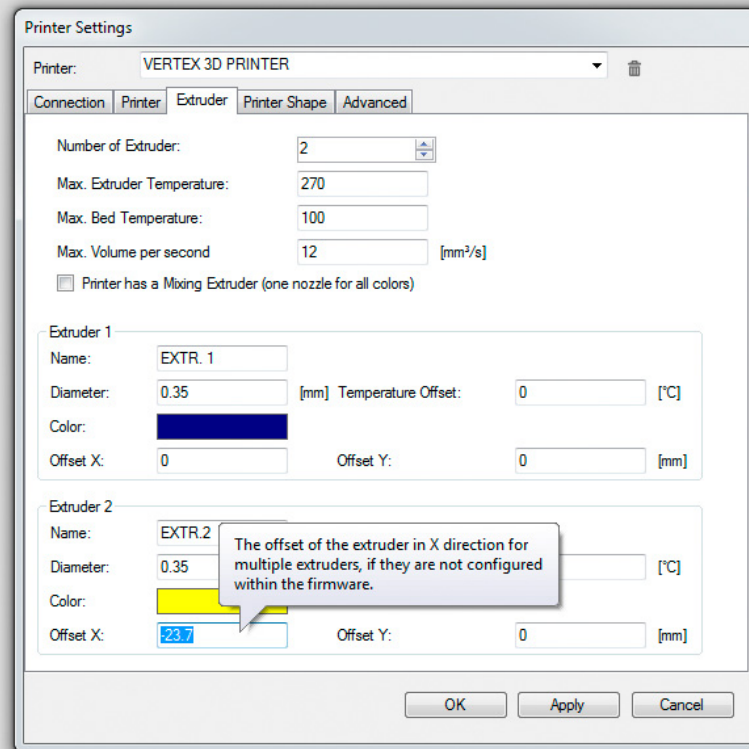 Printer Settings
Printer: VERTEX 3D PRINTER
Connection Printer Extruder Printer Shape Advanced
Number of Extruder: 2
Max. Extruder Temperature: 270
Max. Bed Temperature: 100
Max. Volume per second 12 [mm³/s]
Printer has a Mixing Extruder (one nozzle for all colors)
Extruder 1
Name: EXTR. 1
Diameter: 0.35 [mm] Temperature Offset: 0 [°C]
Color:
Offset X: 0 Offset Y: 0 [mm]
Extruder 2
Name: EXTR.2
The offset of the extruder in X direction for
multiple extruders, if they are not configured
within the firmware.
Diameter: 0.35 [°C]
Color:
Offset X: -23.7 Offset Y: 0 [mm]
OK Apply Cancel